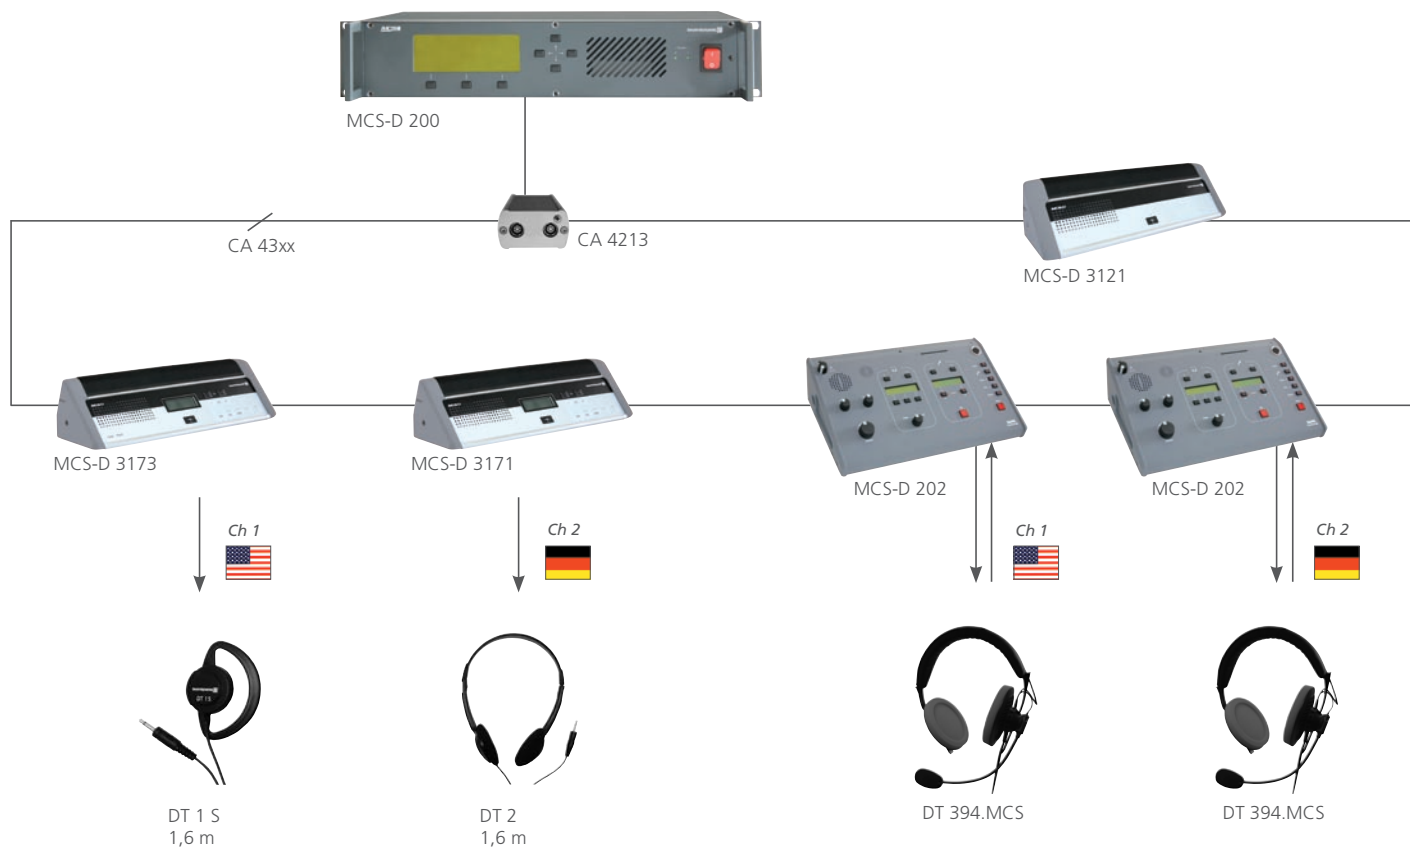 MCS-D 200
CA 43xx
CA 4213
MCS-D 3121
MCS-D 3173
MCS-D 3171
MCS-D 202
MCS-D 202
Ch 1
Ch 2
Ch 1
Ch 2
DT 1 S
DT 1 S
1,6 m
DT 2
1,6 m
DT 394.MCS
DT 394.MCS